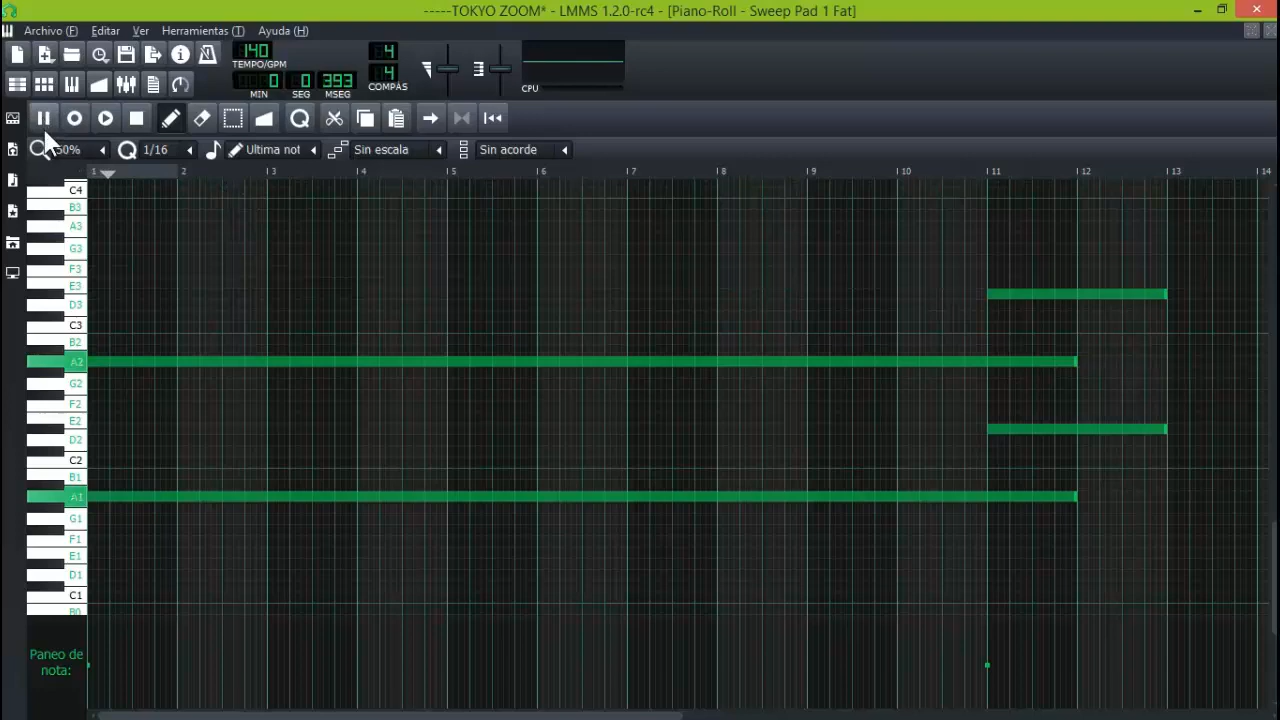 -----TOKYO ZOOM* - LMMS 1.2.0-rc4 - [Piano-Roll - Sweep Pad 1 Fat]
Archivo (F) Editar Ver Herramientas (T) Ayuda (H)
140
TEMPO/GPM
4
4
COMPÁS
0 0 393
MIN SEG MSEG
CPU
50% 1/16 Ultima not Sin escala Sin acorde
1 2 3 4 5 6 7 8 9 10 11 12 13 14
C4
B3
A3
G3
F3
E3
D3
C3
B2
A2
G2
F2
E2
D2
C2
B1
A1
G1
F1
E1
D1
C1
B0
Paneo de
nota: